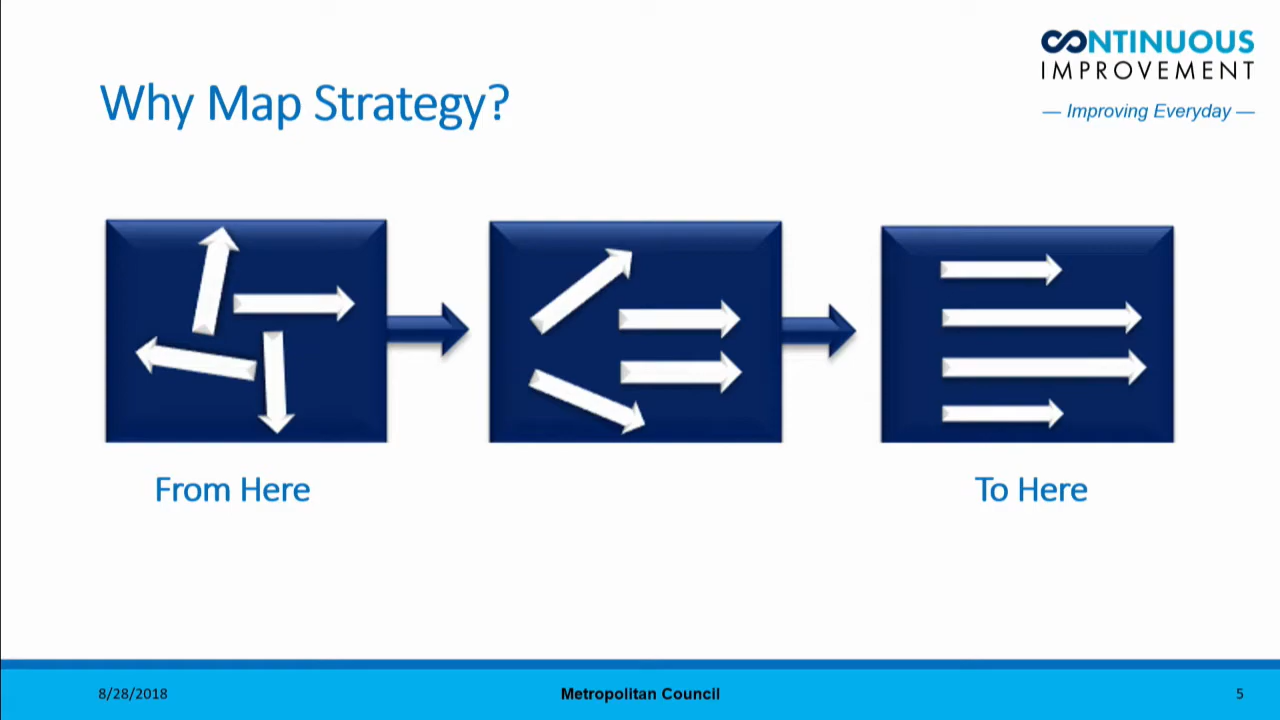 CONTINUOUS
IMPROVEMENT
— Improving Everyday —
Why Map Strategy?
From Here
To Here
8/28/2018
Metropolitan Council
5